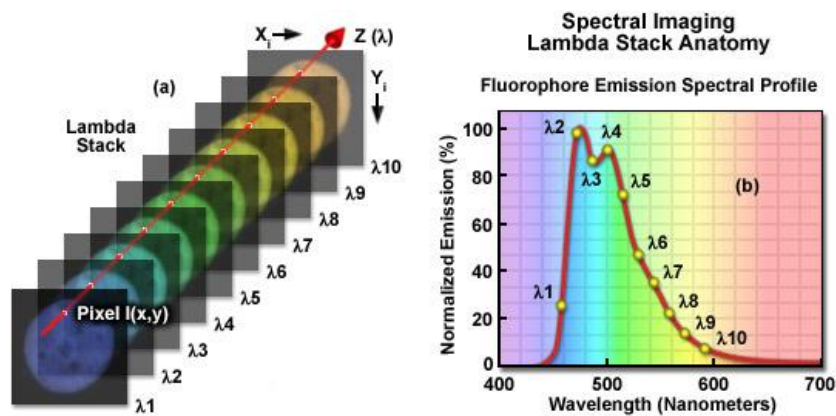 Spectral Imaging
Lambda Stack Anatomy
Xi
Z (λ)
Yi
(a)
Lambda
Stack
Pixel I(x,y)
λ10
λ9
λ8
λ7
λ6
λ5
λ4
λ3
λ2
λ1
Fluorophore Emission Spectral Profile
Normalized Emission (%)
100
80
60
40
20
0
λ2
λ4
λ3
λ5
(b)
λ6
λ7
λ1
λ8
λ9
λ10
400 500 600 700
Wavelength (Nanometers)